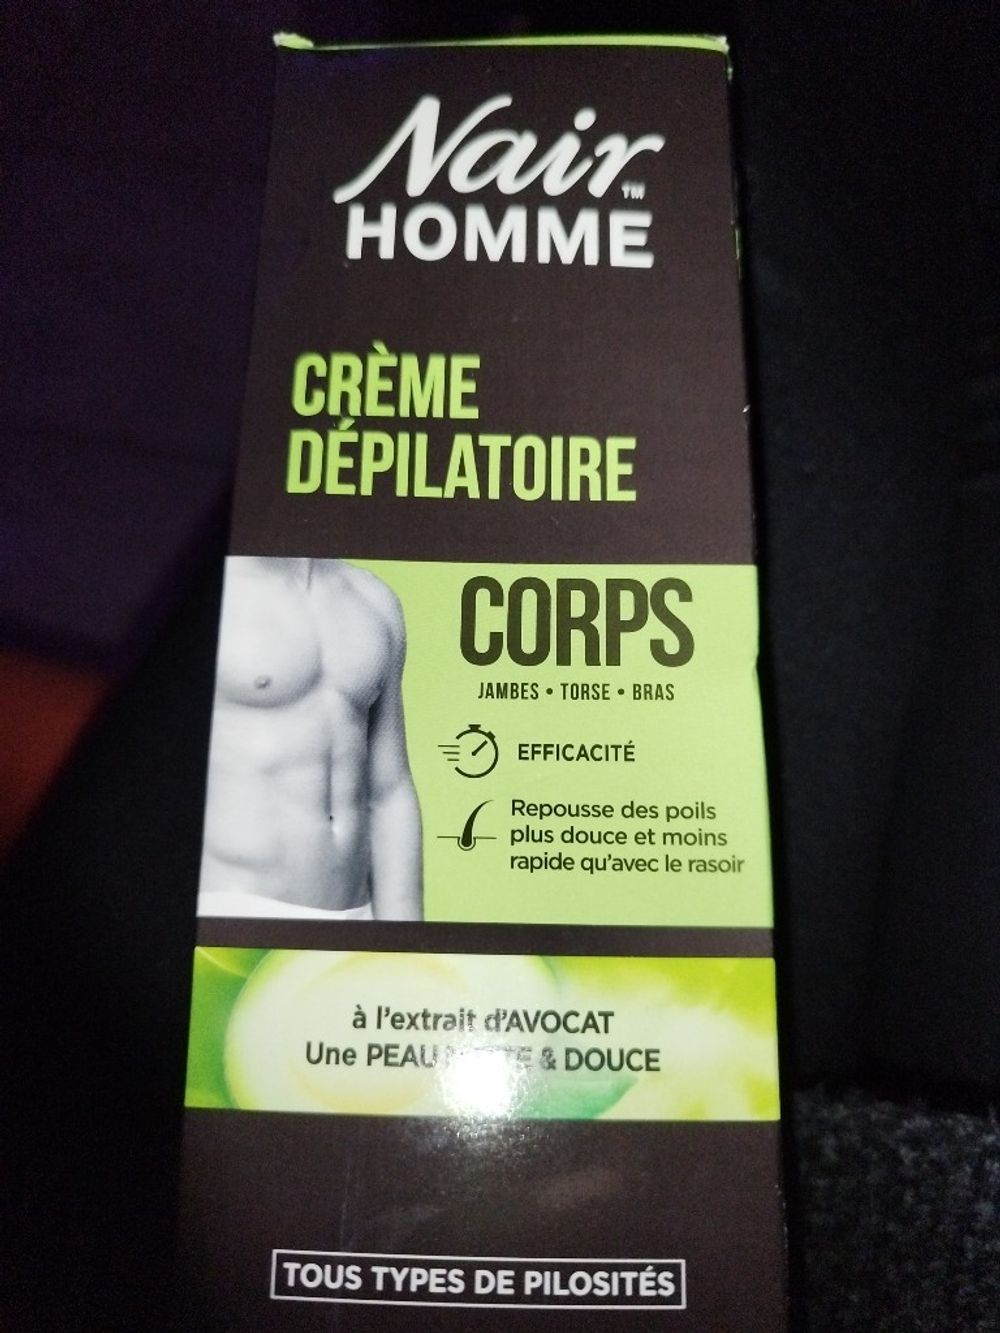 Nair™
HOMME
CRÈME
DÉPILATOIRE
CORPS
JAMBES • TORSE • BRAS
EFFICACITÉ
Repousse des poils
plus douce et moins
rapide qu'avec le rasoir
à l'extrait d'AVOCAT
Une PEAU & DOUCE
TOUS TYPES DE PILOSITÉS